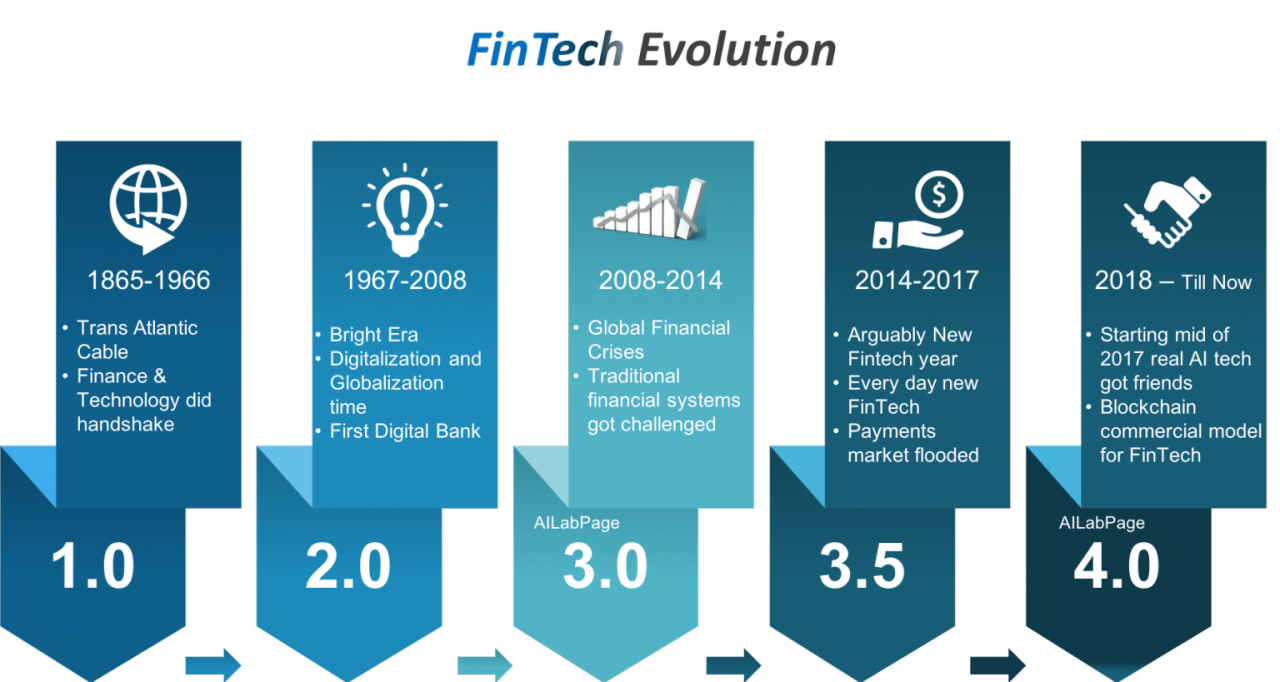 FinTech Evolution
1865-1966
• Trans Atlantic
Cable
• Finance &
Technology did
handshake
1.0
1967-2008
• Bright Era
• Digitalization and
Globalization
time
• First Digital Bank
2.0
2008-2014
• Global Financial
Crises
• Traditional
financial systems
got challenged
AILabPage
3.0
$
2014-2017
• Arguably New
Fintech year
• Every day new
FinTech
• Payments
market flooded
3.5
2018 – Till Now
• Starting mid of
2017 real AI tech
got friends
• Blockchain
commercial model
for FinTech
AILabPage
4.0